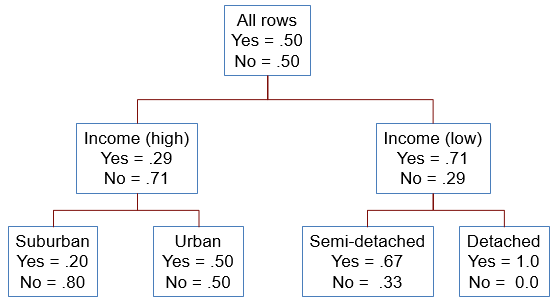 All rows
Yes = .50
No = .50
Income (high)
Yes = .29
No = .71
Income (low)
Yes = .71
No = .29
Suburban
Yes = .20
No = .80
Urban
Yes = .50
No = .50
Semi-detached
Yes = .67
No = .33
Detached
Yes = 1.0
No = 0.0